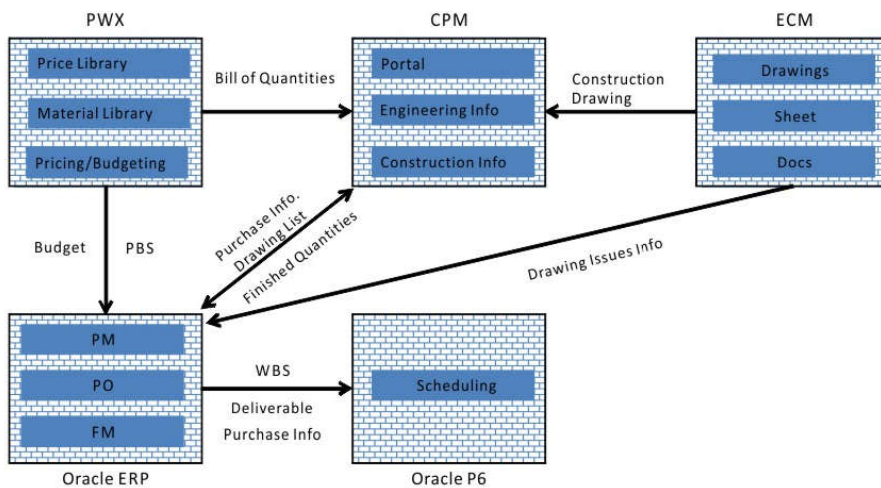 PWX
CPM
ECM
Price Library
Material Library
Pricing/Budgeting
Bill of Quantities
Portal
Engineering Info
Construction Info
Construction
Drawing
Drawings
Sheet
Docs
Budget
PBS
Purchase Info.
Drawing List
Finished Quantities
Drawing Issues Info
PM
PO
FM
WBS
Deliverable
Purchase Info
Scheduling
Oracle ERP
Oracle P6